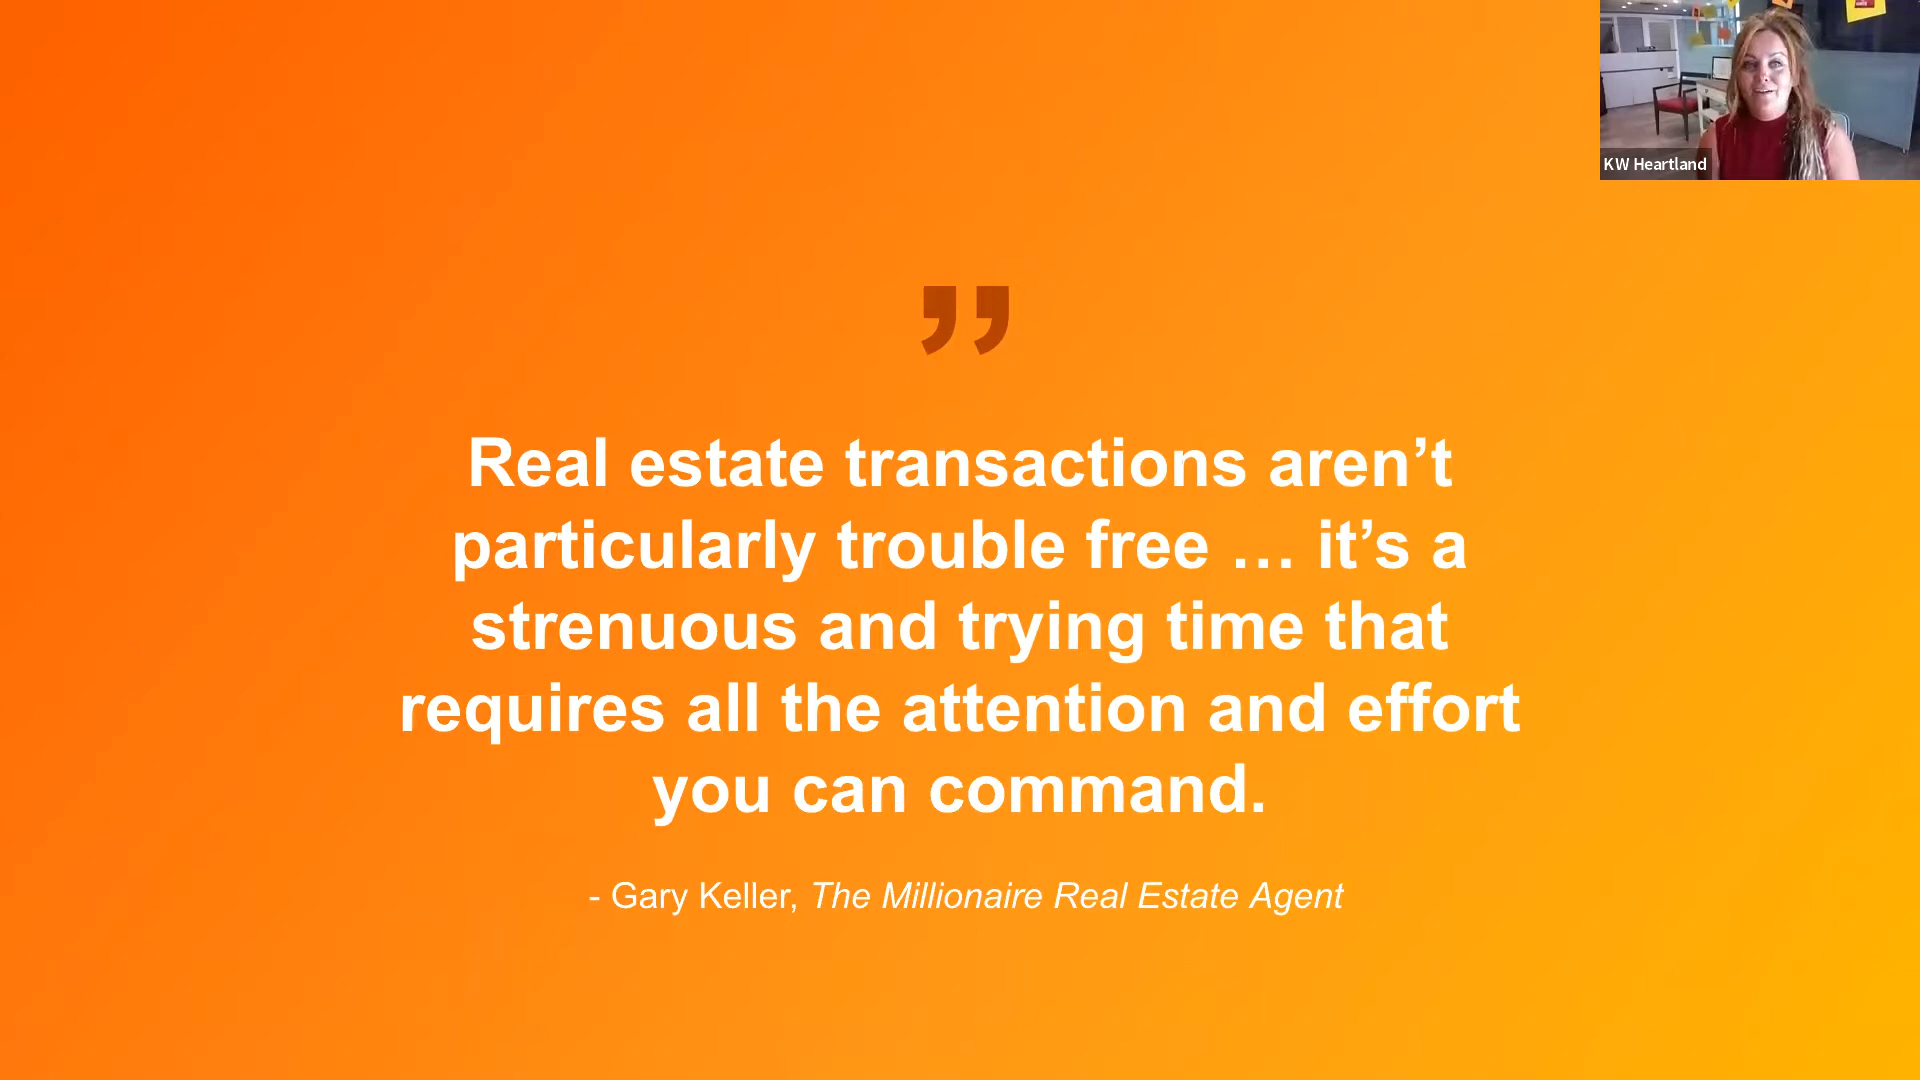 KW Heartland
”
Real estate transactions aren’t
particularly trouble free … it’s a
strenuous and trying time that
requires all the attention and effort
you can command.
- Gary Keller, The Millionaire Real Estate Agent